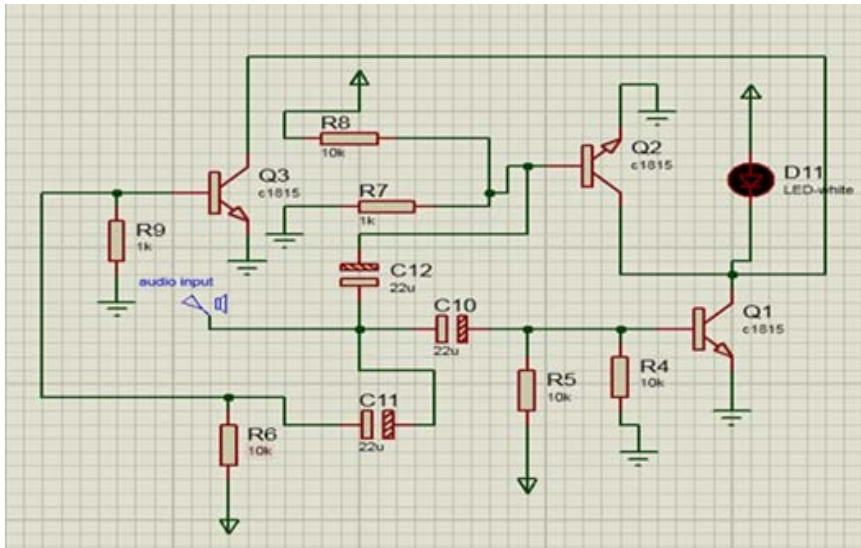 R8
10k
Q3
c1815
R7
1k
Q2
c1815
D11
LED-white
R9
1k
audio input
C12
22u
C10
22u
Q1
c1815
R5
10k
R4
10k
C11
22u
R6
10k